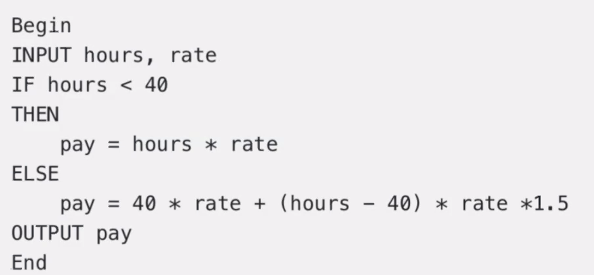 Begin
INPUT hours, rate
IF hours < 40
THEN
    pay = hours * rate
ELSE
    pay = 40 * rate + (hours − 40) * rate *1.5
OUTPUT pay
End